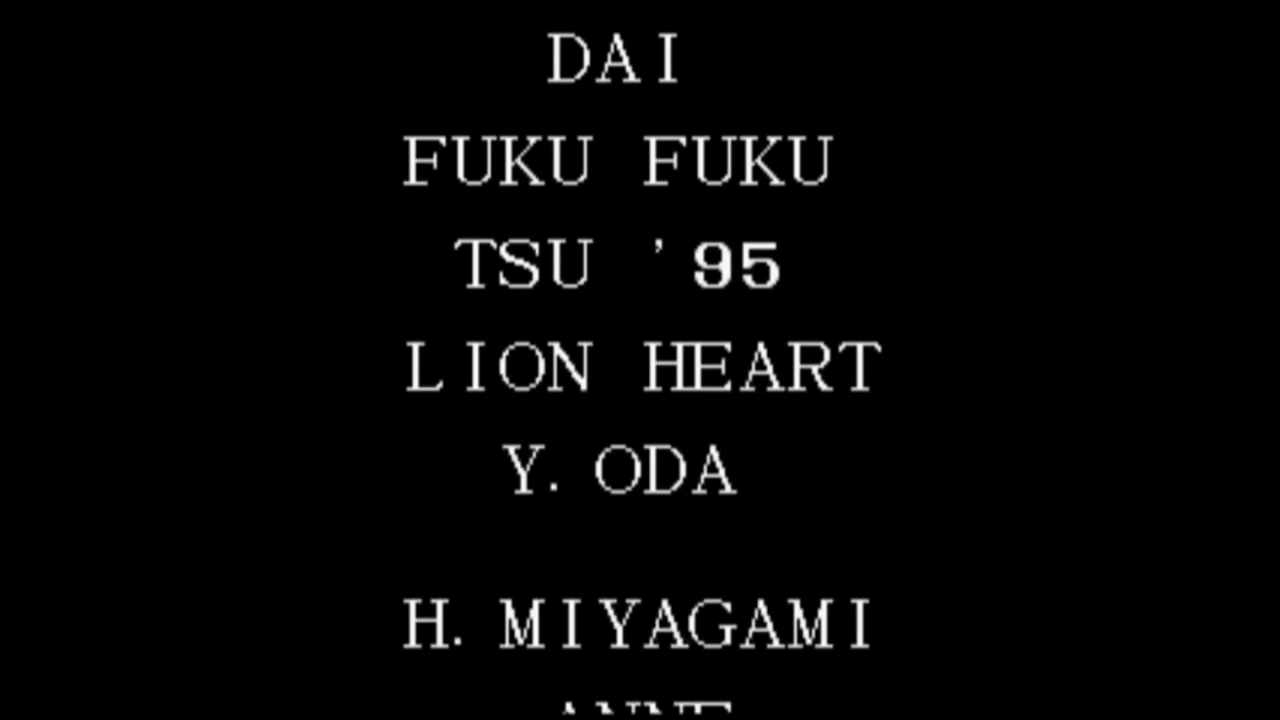 DAI
FUKU FUKU
TSU '95
LION HEART
Y. ODA
H. MIYAGAMI